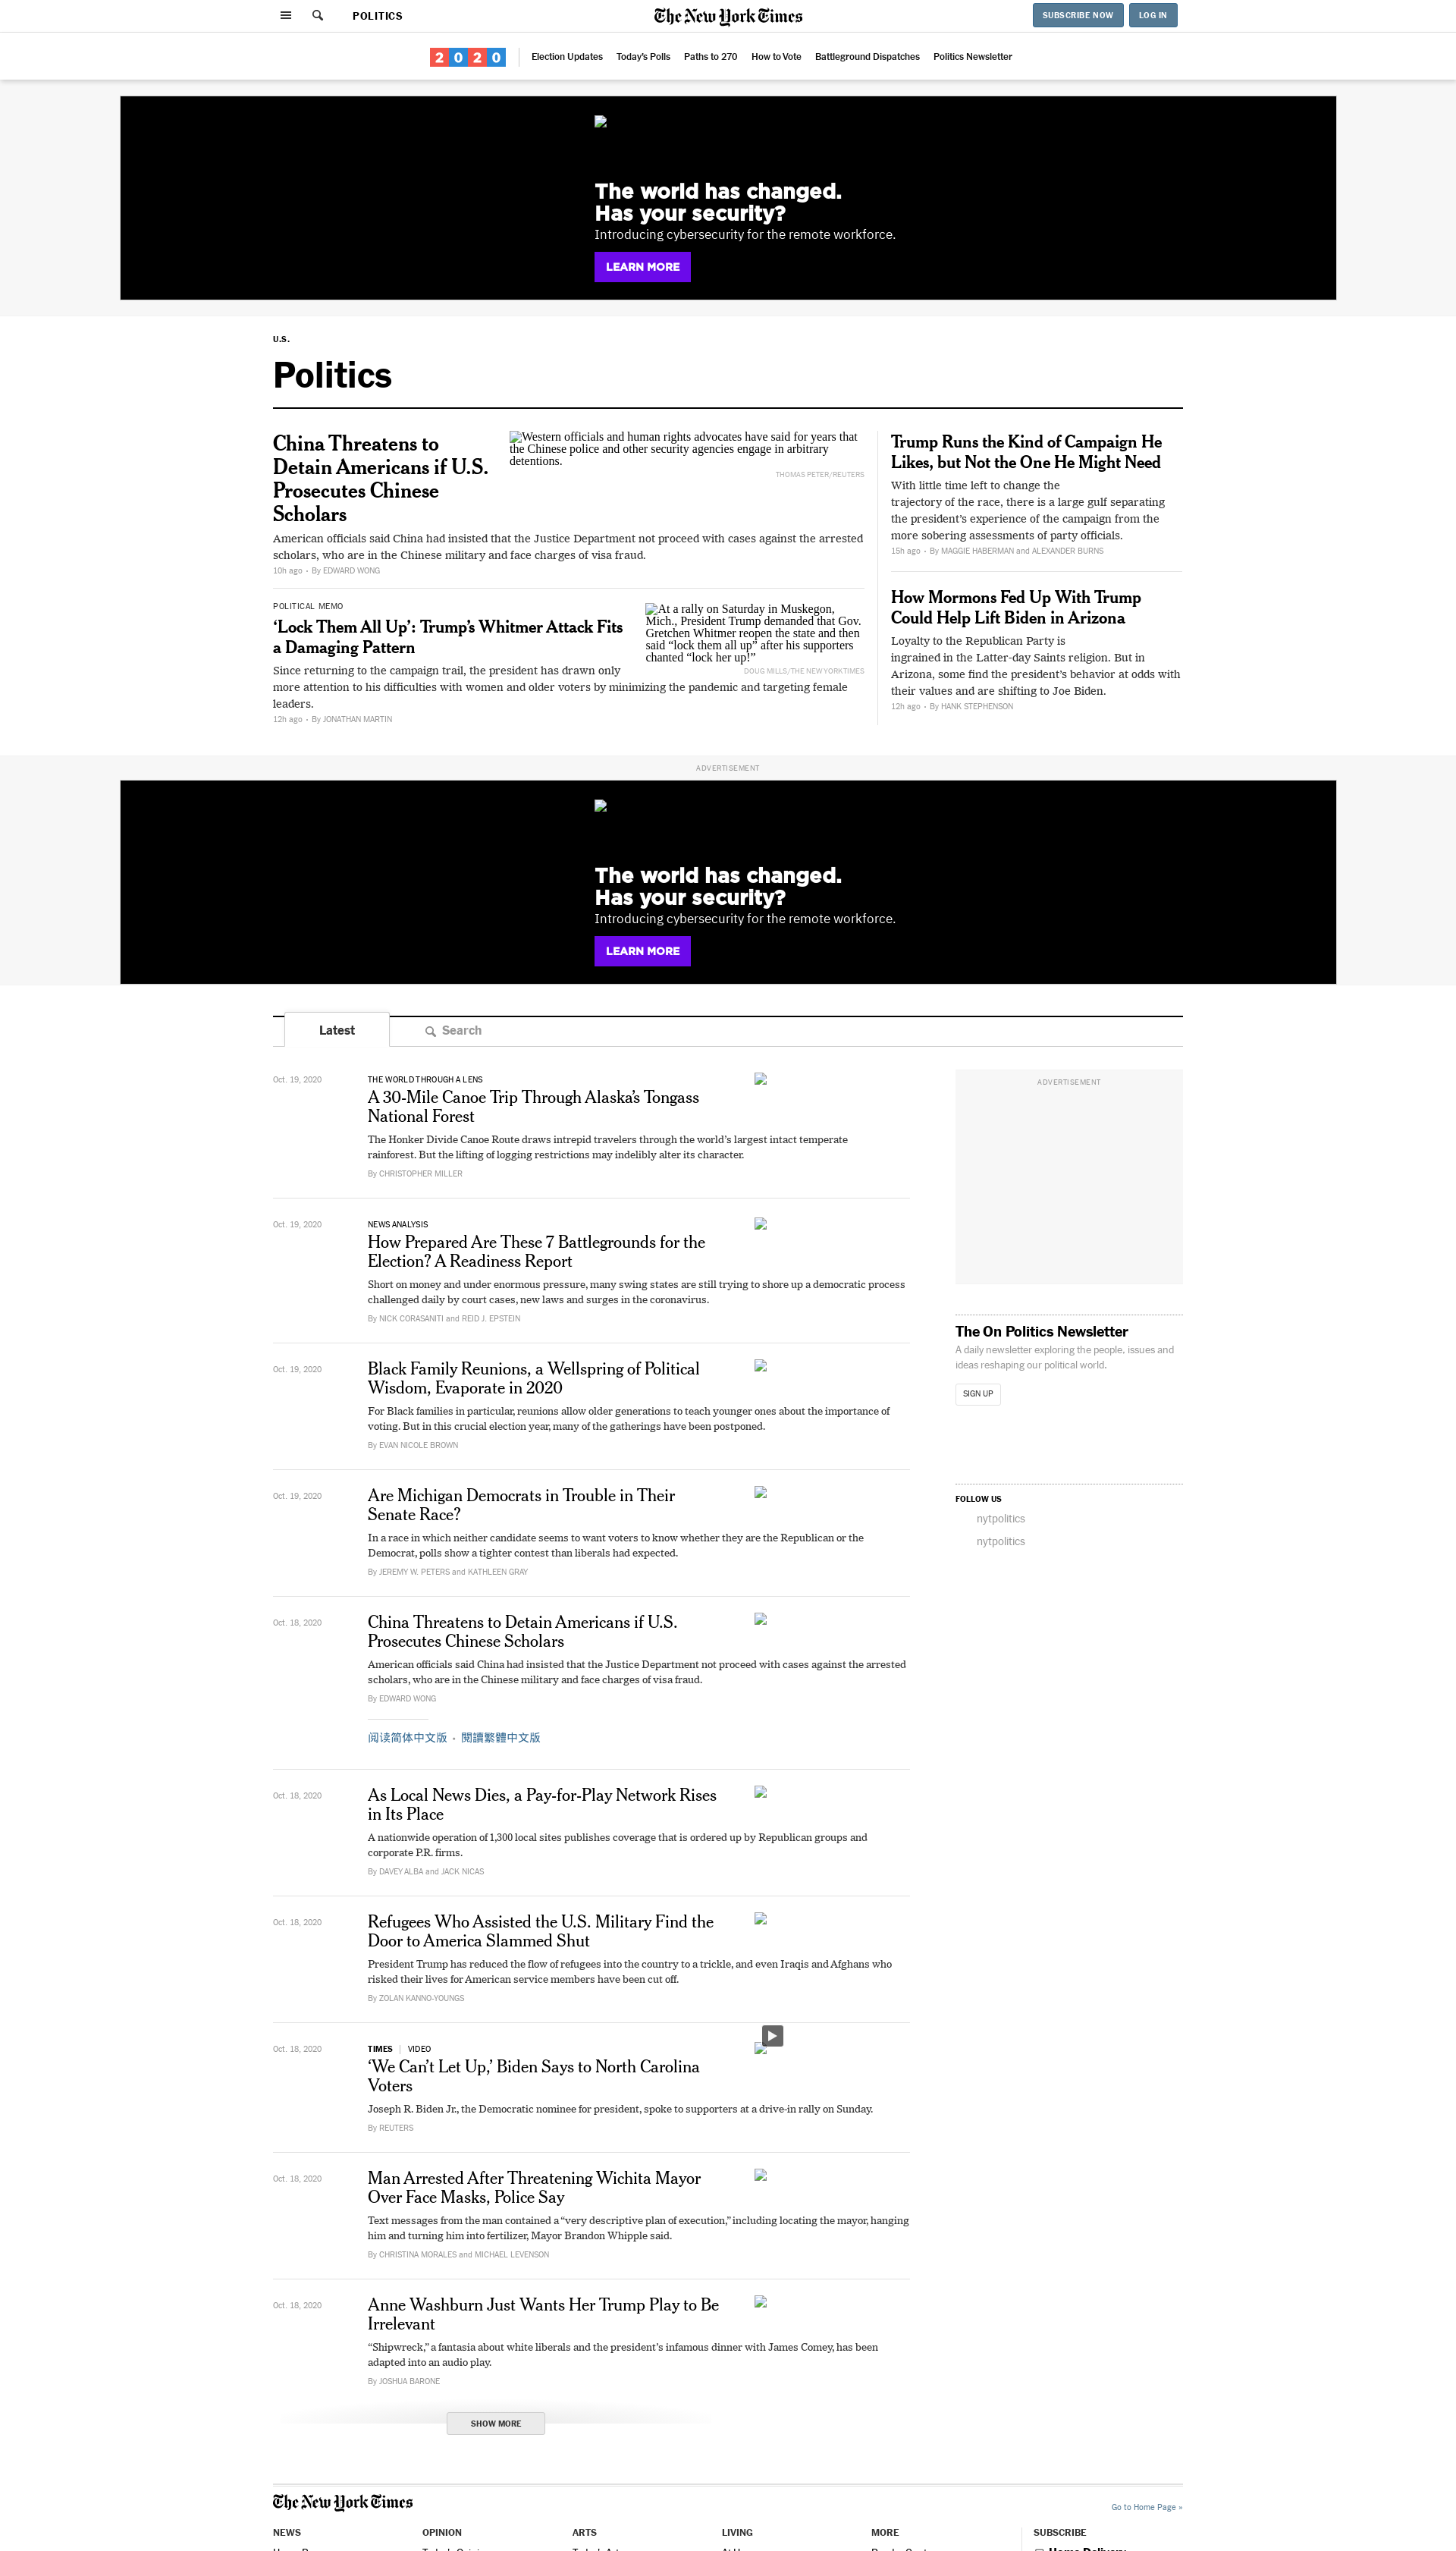 POLITICS
The New York Times
SUBSCRIBE NOW
LOG IN
2020
Election Updates
Today's Polls
Paths to 270
How to Vote
Battleground Dispatches
Politics Newsletter
The world has changed.
Has your security?
Introducing cybersecurity for the remote workforce.
LEARN MORE
U.S.
Politics
China Threatens to
Detain Americans if U.S.
Prosecutes Chinese
Scholars
Western officials and human rights advocates have said for years that
the Chinese police and other security agencies engage in arbitrary
detentions.
THOMAS PETER/REUTERS
American officials said China had insisted that the Justice Department not proceed with cases against the arrested
scholars, who are in the Chinese military and face charges of visa fraud.
10h ago • By EDWARD WONG
POLITICAL MEMO
‘Lock Them All Up’: Trump’s Whitmer Attack Fits
a Damaging Pattern
At a rally on Saturday in Muskegon,
Mich., President Trump demanded that Gov.
Gretchen Whitmer reopen the state and then
said “lock them all up” after his supporters
chanted “lock her up!”
DOUG MILLS/THE NEW YORK TIMES
Since returning to the campaign trail, the president has drawn only
more attention to his difficulties with women and older voters by minimizing the pandemic and targeting female
leaders.
12h ago • By JONATHAN MARTIN
Trump Runs the Kind of Campaign He
Likes, but Not the One He Might Need
With little time left to change the
trajectory of the race, there is a large gulf separating
the president’s experience of the campaign from the
more sobering assessments of party officials.
15h ago • By MAGGIE HABERMAN and ALEXANDER BURNS
How Mormons Fed Up With Trump
Could Help Lift Biden in Arizona
Loyalty to the Republican Party is
ingrained in the Latter-day Saints religion. But in
Arizona, some find the president’s behavior at odds with
their values and are shifting to Joe Biden.
12h ago • By HANK STEPHENSON
ADVERTISEMENT
The world has changed.
Has your security?
Introducing cybersecurity for the remote workforce.
LEARN MORE
Latest
Search
Oct. 19, 2020
THE WORLD THROUGH A LENS
A 30-Mile Canoe Trip Through Alaska’s Tongass
National Forest
The Honker Divide Canoe Route draws intrepid travelers through the world’s largest intact temperate
rainforest. But the lifting of logging restrictions may indelibly alter its character.
By CHRISTOPHER MILLER
Oct. 19, 2020
NEWS ANALYSIS
How Prepared Are These 7 Battlegrounds for the
Election? A Readiness Report
Short on money and under enormous pressure, many swing states are still trying to shore up a democratic process
challenged daily by court cases, new laws and surges in the coronavirus.
By NICK CORASANITI and REID J. EPSTEIN
Oct. 19, 2020
Black Family Reunions, a Wellspring of Political
Wisdom, Evaporate in 2020
For Black families in particular, reunions allow older generations to teach younger ones about the importance of
voting. But in this crucial election year, many of the gatherings have been postponed.
By EVAN NICOLE BROWN
Oct. 19, 2020
Are Michigan Democrats in Trouble in Their
Senate Race?
In a race in which neither candidate seems to want voters to know whether they are the Republican or the
Democrat, polls show a tighter contest than liberals had expected.
By JEREMY W. PETERS and KATHLEEN GRAY
Oct. 18, 2020
China Threatens to Detain Americans if U.S.
Prosecutes Chinese Scholars
American officials said China had insisted that the Justice Department not proceed with cases against the arrested
scholars, who are in the Chinese military and face charges of visa fraud.
By EDWARD WONG
阅读简体中文版 • 閱讀繁體中文版
Oct. 18, 2020
As Local News Dies, a Pay-for-Play Network Rises
in Its Place
A nationwide operation of 1,300 local sites publishes coverage that is ordered up by Republican groups and
corporate P.R. firms.
By DAVEY ALBA and JACK NICAS
Oct. 18, 2020
Refugees Who Assisted the U.S. Military Find the
Door to America Slammed Shut
President Trump has reduced the flow of refugees into the country to a trickle, and even Iraqis and Afghans who
risked their lives for American service members have been cut off.
By ZOLAN KANNO-YOUNGS
Oct. 18, 2020
TIMES | VIDEO
‘We Can’t Let Up,’ Biden Says to North Carolina
Voters
Joseph R. Biden Jr., the Democratic nominee for president, spoke to supporters at a drive-in rally on Sunday.
By REUTERS
Oct. 18, 2020
Man Arrested After Threatening Wichita Mayor
Over Face Masks, Police Say
Text messages from the man contained a “very descriptive plan of execution,” including locating the mayor, hanging
him and turning him into fertilizer, Mayor Brandon Whipple said.
By CHRISTINA MORALES and MICHAEL LEVENSON
Oct. 18, 2020
Anne Washburn Just Wants Her Trump Play to Be
Irrelevant
“Shipwreck,” a fantasia about white liberals and the president’s infamous dinner with James Comey, has been
adapted into an audio play.
By JOSHUA BARONE
SHOW MORE
ADVERTISEMENT
The On Politics Newsletter
A daily newsletter exploring the people, issues and
ideas reshaping our political world.
SIGN UP
FOLLOW US
nytpolitics
nytpolitics
The New York Times
Go to Home Page »
NEWS
OPINION
ARTS
LIVING
MORE
SUBSCRIBE